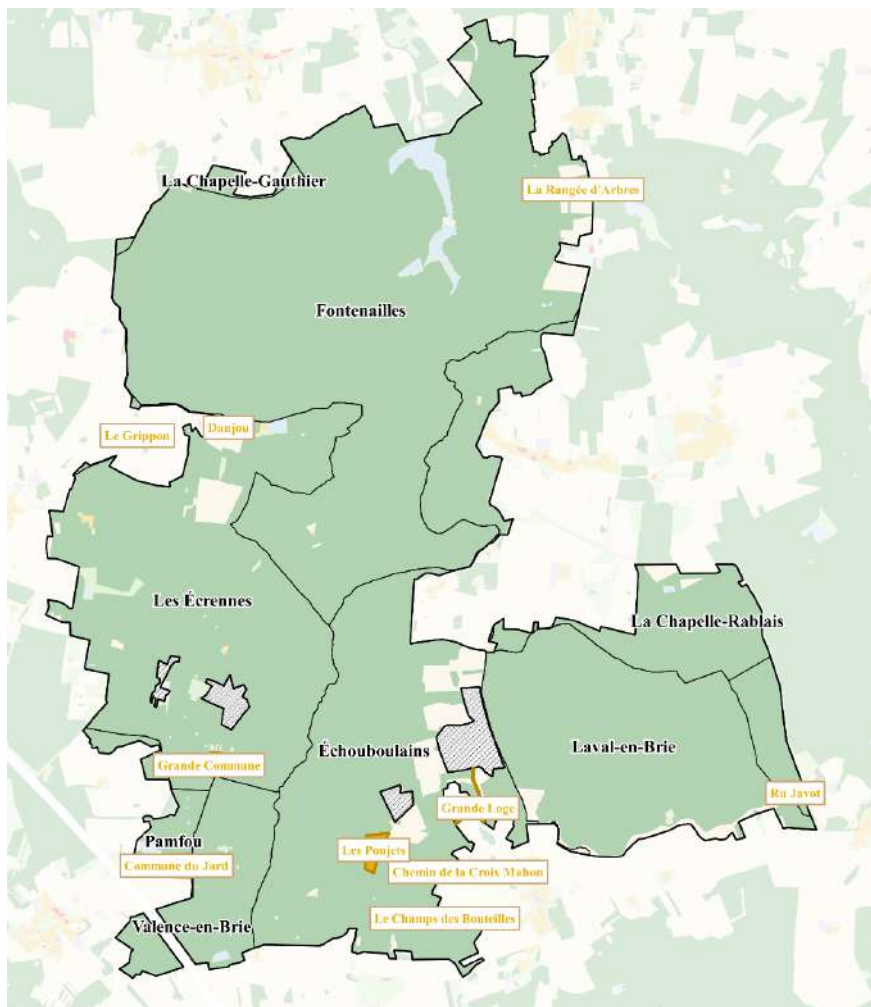 La Chapelle-Gauthier
La Rangée d'Arbres
Fontenailles
Le Grippon
Danjou
Les Écrennes
La Chapelle-Rablais
Échouboulains
Laval-en-Brie
Grande Commune
Ru Javot
Grande Loge
Pamfou
Les Poujets
Commune du Jard
Chemin de la Croix Mahon
Le Champs des Bouteilles
Valence-en-Brie